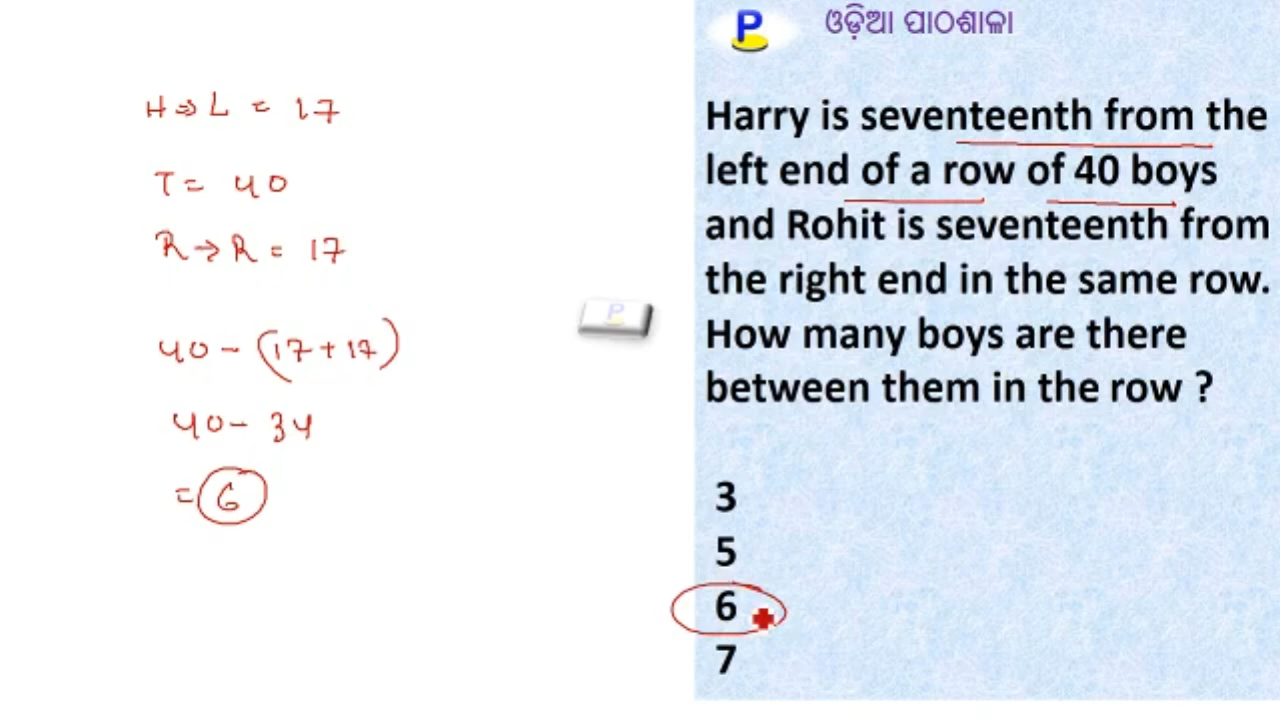 H ⇒ L = 17
T = 40
R → R = 17
40 - (17 + 17)
40 - 34
= 6
P
P
ଓଡ଼ିଆ ପାଠଶାଳା
Harry is seventeenth from the
left end of a row of 40 boys
and Rohit is seventeenth from
the right end in the same row.
How many boys are there
between them in the row ?
3
5
6
7